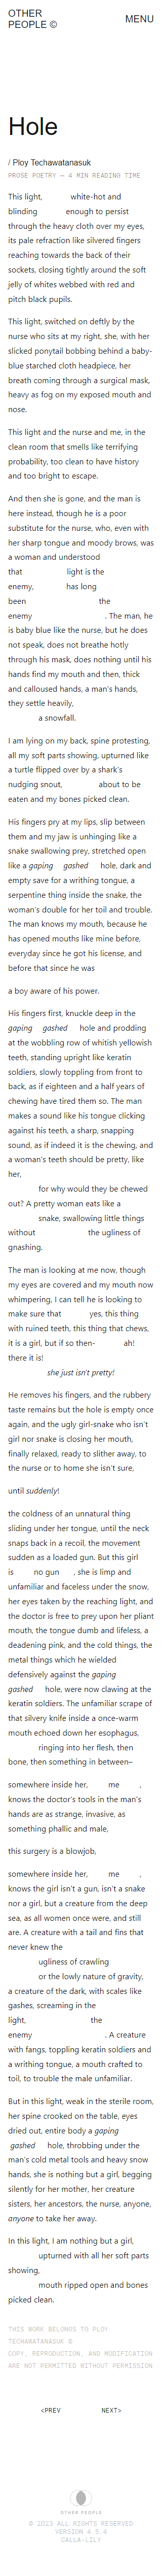 OTHER
PEOPLE ©
MENU
Hole
/ Ploy Techawatanasuk
PROSE POETRY — 4 MIN READING TIME
This light, white-hot and
blinding enough to persist
through the heavy cloth over my eyes,
its pale refraction like silvered fingers
reaching towards the back of their
sockets, closing tightly around the soft
jelly of whites webbed with red and
pitch black pupils.
This light, switched on deftly by the
nurse who sits at my right, she, with her
slicked ponytail bobbing behind a baby-
blue starched cloth headpiece, her
breath coming through a surgical mask,
heavy as fog on my exposed mouth and
nose.
This light and the nurse and me, in the
clean room that smells like terrifying
probability, too clean to have history
and too bright to escape.
And then she is gone, and the man is
here instead, though he is a poor
substitute for the nurse, who, even with
her sharp tongue and moody brows, was
a woman and understood
that light is the
enemy, has long
been the
enemy . The man, he
is baby blue like the nurse, but he does
not speak, does not breathe hotly
through his mask, does nothing until his
hands find my mouth and then, thick
and calloused hands, a man's hands,
they settle heavily,
a snowfall.
I am lying on my back, spine protesting,
all my soft parts showing, upturned like
a turtle flipped over by a shark's
nudging snout, about to be
eaten and my bones picked clean.
His fingers pry at my lips, slip between
them and my jaw is unhinging like a
snake swallowing prey, stretched open
like a gaping gashed hole, dark and
empty save for a writhing tongue, a
serpentine thing inside the snake, the
woman's double for her toil and trouble.
The man knows my mouth, because he
has opened mouths like mine before,
everyday since he got his license, and
before that since he was
a boy aware of his power.
His fingers first, knuckle deep in the
gaping gashed hole and prodding
at the wobbling row of whitish yellowish
teeth, standing upright like keratin
soldiers, slowly toppling from front to
back, as if eighteen and a half years of
chewing have tired them so. The man
makes a sound like his tongue clicking
against his teeth, a sharp, snapping
sound, as if indeed it is the chewing, and
a woman's teeth should be pretty, like
her,
for why would they be chewed
out? A pretty woman eats like a
snake, swallowing little things
without the ugliness of
gnashing.
The man is looking at me now, though
my eyes are covered and my mouth now
whimpering, I can tell he is looking to
make sure that yes, this thing
with ruined teeth, this thing that chews,
it is a girl, but if so then- ah!
there it is!
she just isn't pretty!
He removes his fingers, and the rubbery
taste remains but the hole is empty once
again, and the ugly girl-snake who isn't
girl nor snake is closing her mouth,
finally relaxed, ready to slither away, to
the nurse or to home she isn't sure,
until suddenly!
the coldness of an unnatural thing
sliding under her tongue, until the neck
snaps back in a recoil, the movement
sudden as a loaded gun. But this girl
is no gun , she is limp and
unfamiliar and faceless under the snow,
her eyes taken by the reaching light, and
the doctor is free to prey upon her pliant
mouth, the tongue dumb and lifeless, a
deadening pink, and the cold things, the
metal things which he wielded
defensively against the gaping
gashed hole, were now clawing at the
keratin soldiers. The unfamiliar scrape of
that silvery knife inside a once-warm
mouth echoed down her esophagus,
ringing into her flesh, then
bone, then something in between—
somewhere inside her, me ,
knows the doctor's tools in the man's
hands are as strange, invasive, as
something phallic and male,
this surgery is a blowjob,
somewhere inside her, me ,
knows the girl isn't a gun, isn't a snake
nor a girl, but a creature from the deep
sea, as all women once were, and still
are. A creature with a tail and fins that
never knew the
ugliness of crawling
or the lowly nature of gravity,
a creature of the dark, with scales like
gashes, screaming in the
light, the
enemy . A creature
with fangs, toppling keratin soldiers and
a writhing tongue, a mouth crafted to
toil, to trouble the male unfamiliar.
But in this light, weak in the sterile room,
her spine crooked on the table, eyes
dried out, entire body a gaping
gashed hole, throbbing under the
man's cold metal tools and heavy snow
hands, she is nothing but a girl, begging
silently for her mother, her creature
sisters, her ancestors, the nurse, anyone,
anyone to take her away.
In this light, I am nothing but a girl,
upturned with all her soft parts
showing,
mouth ripped open and bones
picked clean.
THIS WORK BELONGS TO PLOY
TECHAWATANASUK ©
COPY, REPRODUCTION, AND MODIFICATION
ARE NOT PERMITTED WITHOUT PERMISSION
<PREV NEXT>
OTHER PEOPLE
© 2023 ALL RIGHTS RESERVED
VERSION 4.5.4
CALLA-LILY